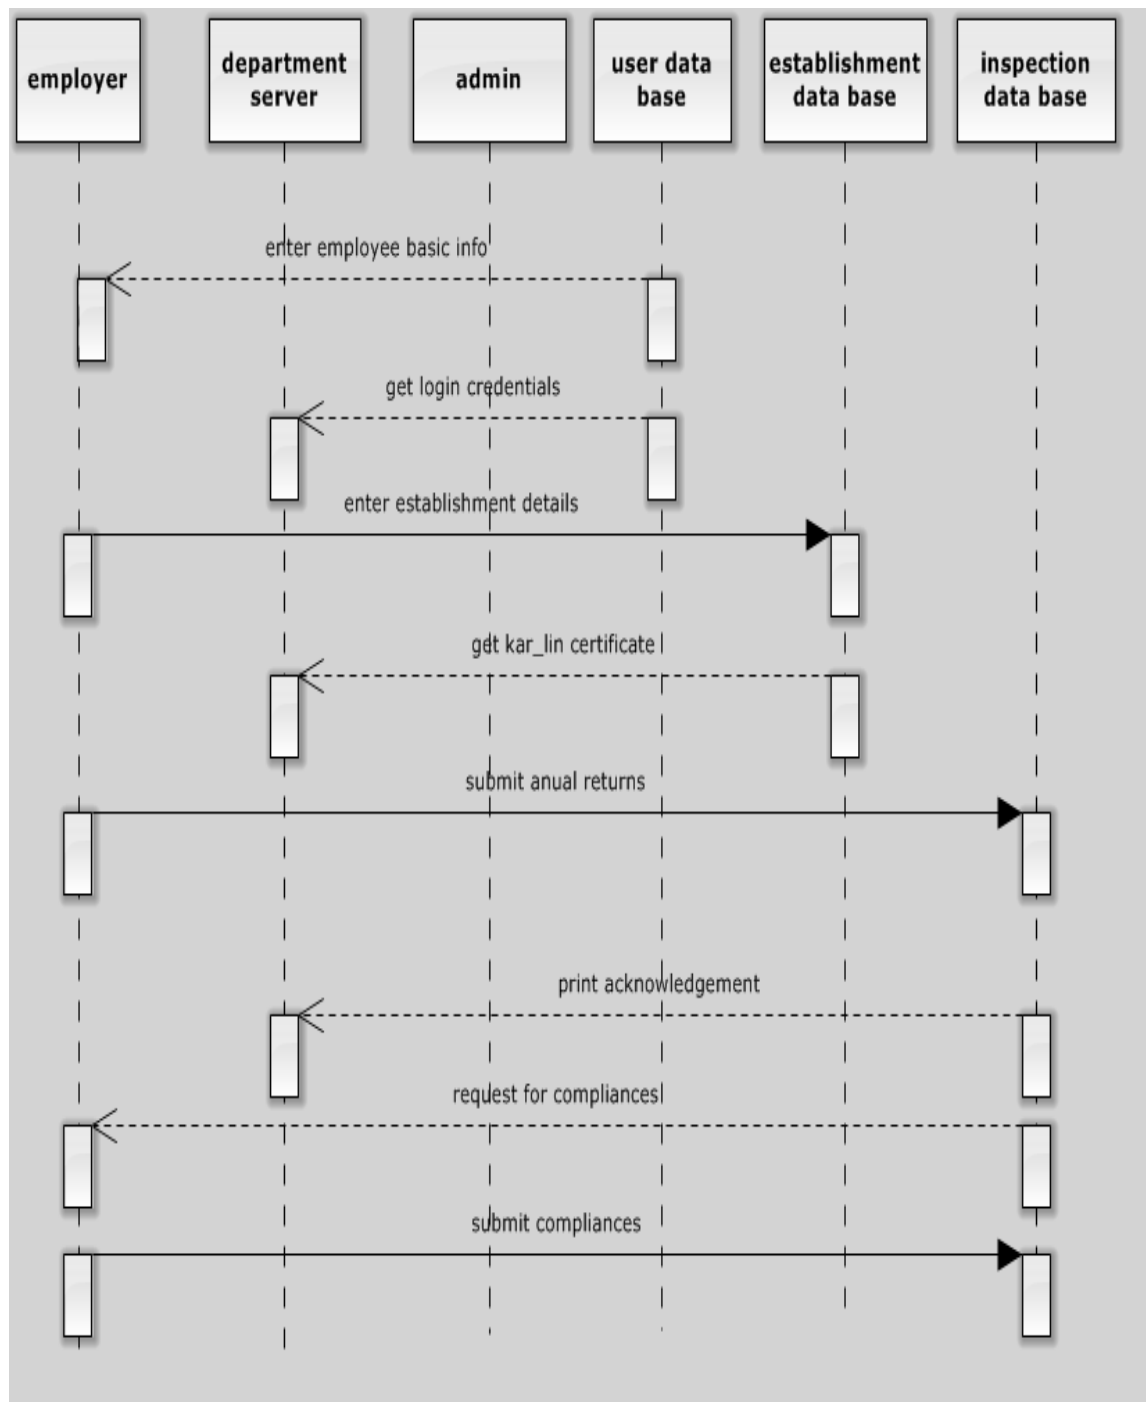 employer
department
server
admin
user data
base
establishment
data base
inspection
data base
enter employee basic info
get login credentials
enter establishment details
get kar_lin certificate
submit anual returns
print acknowledgement
request for compliances
submit compliances